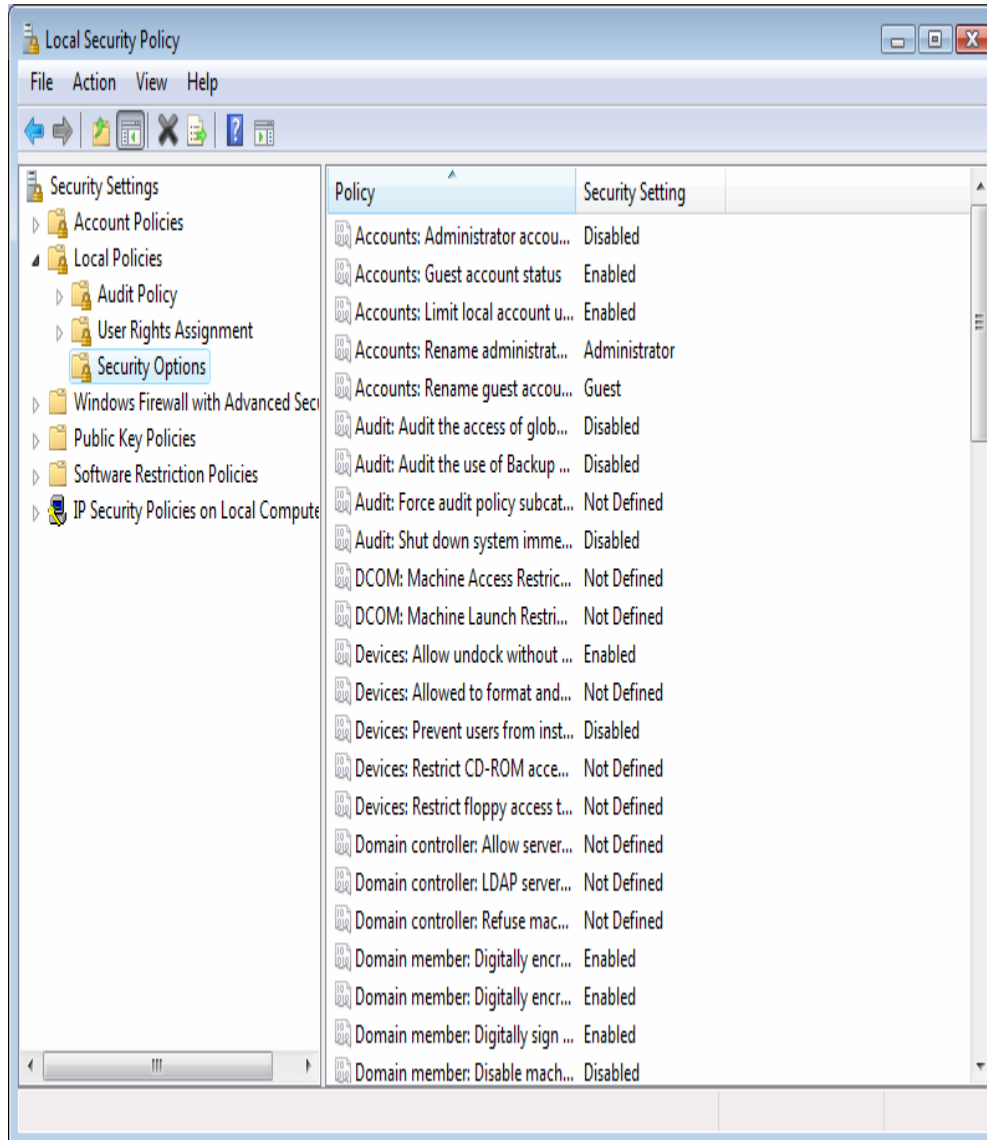 Local Security Policy
File Action View Help
Security Settings
Account Policies
Local Policies
Audit Policy
User Rights Assignment
Security Options
Windows Firewall with Advanced Secu
Public Key Policies
Software Restriction Policies
IP Security Policies on Local Compute
Policy Security Setting
Accounts: Administrator accou... Disabled
Accounts: Guest account status Enabled
Accounts: Limit local account u... Enabled
Accounts: Rename administrat... Administrator
Accounts: Rename guest accou... Guest
Audit: Audit the access of glob... Disabled
Audit: Audit the use of Backup ... Disabled
Audit: Force audit policy subcat... Not Defined
Audit: Shut down system imme... Disabled
DCOM: Machine Access Restric... Not Defined
DCOM: Machine Launch Restri... Not Defined
Devices: Allow undock without ... Enabled
Devices: Allowed to format and... Not Defined
Devices: Prevent users from inst... Disabled
Devices: Restrict CD-ROM acce... Not Defined
Devices: Restrict floppy access t... Not Defined
Domain controller: Allow server... Not Defined
Domain controller: LDAP server... Not Defined
Domain controller: Refuse mac... Not Defined
Domain member: Digitally encr... Enabled
Domain member: Digitally encr... Enabled
Domain member: Digitally sign ... Enabled
Domain member: Disable mach... Disabled